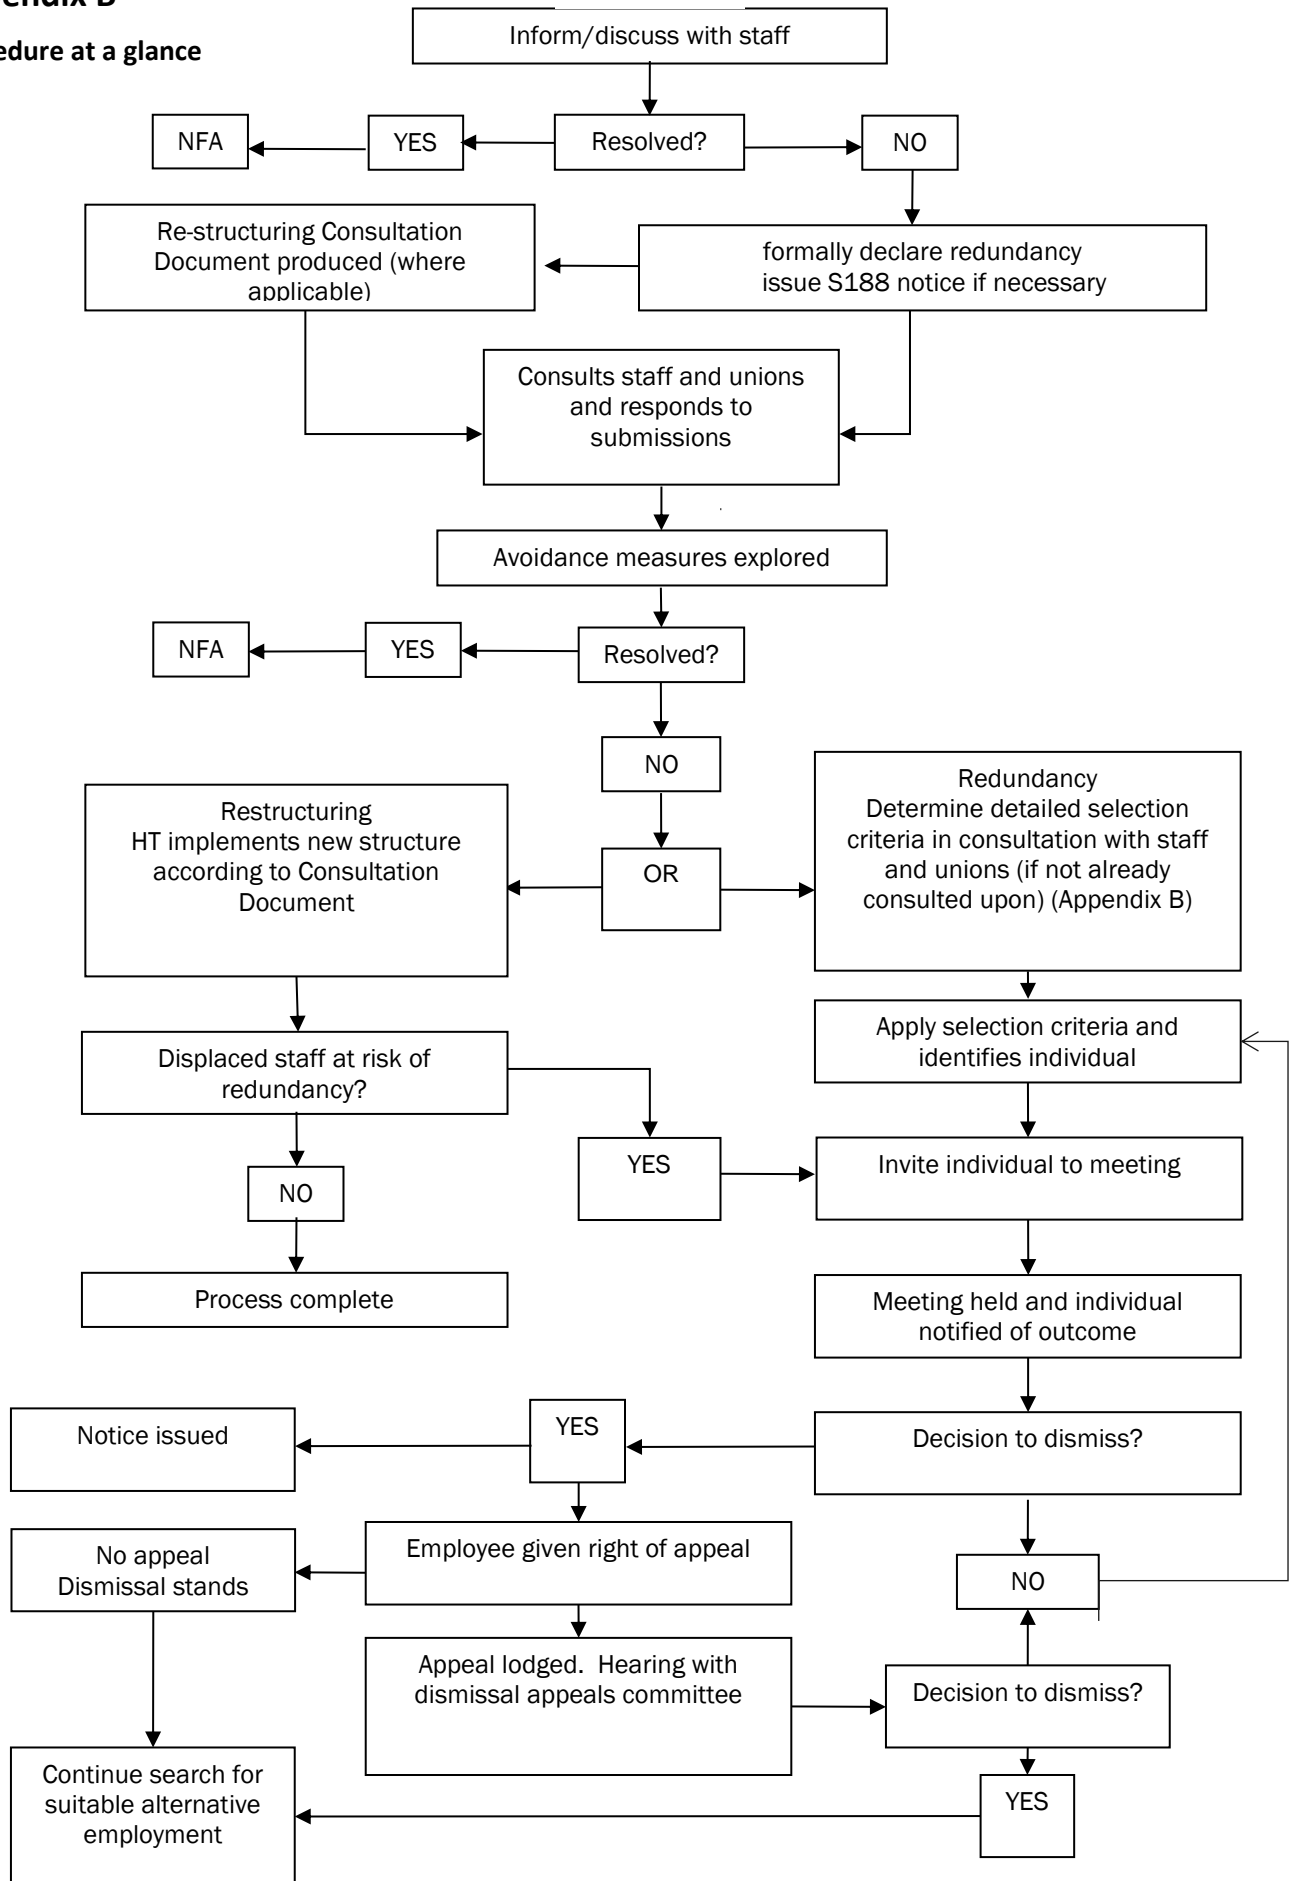 endix B
edure at a glance
Inform/discuss with staff
NFA
YES
Resolved?
NO
Re-structuring Consultation
Document produced (where
applicable)
formally declare redundancy
issue S188 notice if necessary
Consults staff and unions
and responds to
submissions
Avoidance measures explored
NFA
YES
Resolved?
NO
Restructuring
HT implements new structure
according to Consultation
Document
OR
Redundancy
Determine detailed selection
criteria in consultation with staff
and unions (if not already
consulted upon) (Appendix B)
Apply selection criteria and
identifies individual
Displaced staff at risk of
redundancy?
YES
Invite individual to meeting
NO
Process complete
Meeting held and individual
notified of outcome
Notice issued
YES
Decision to dismiss?
No appeal
Dismissal stands
Employee given right of appeal
NO
Appeal lodged.  Hearing with
dismissal appeals committee
Decision to dismiss?
Continue search for
suitable alternative
employment
YES